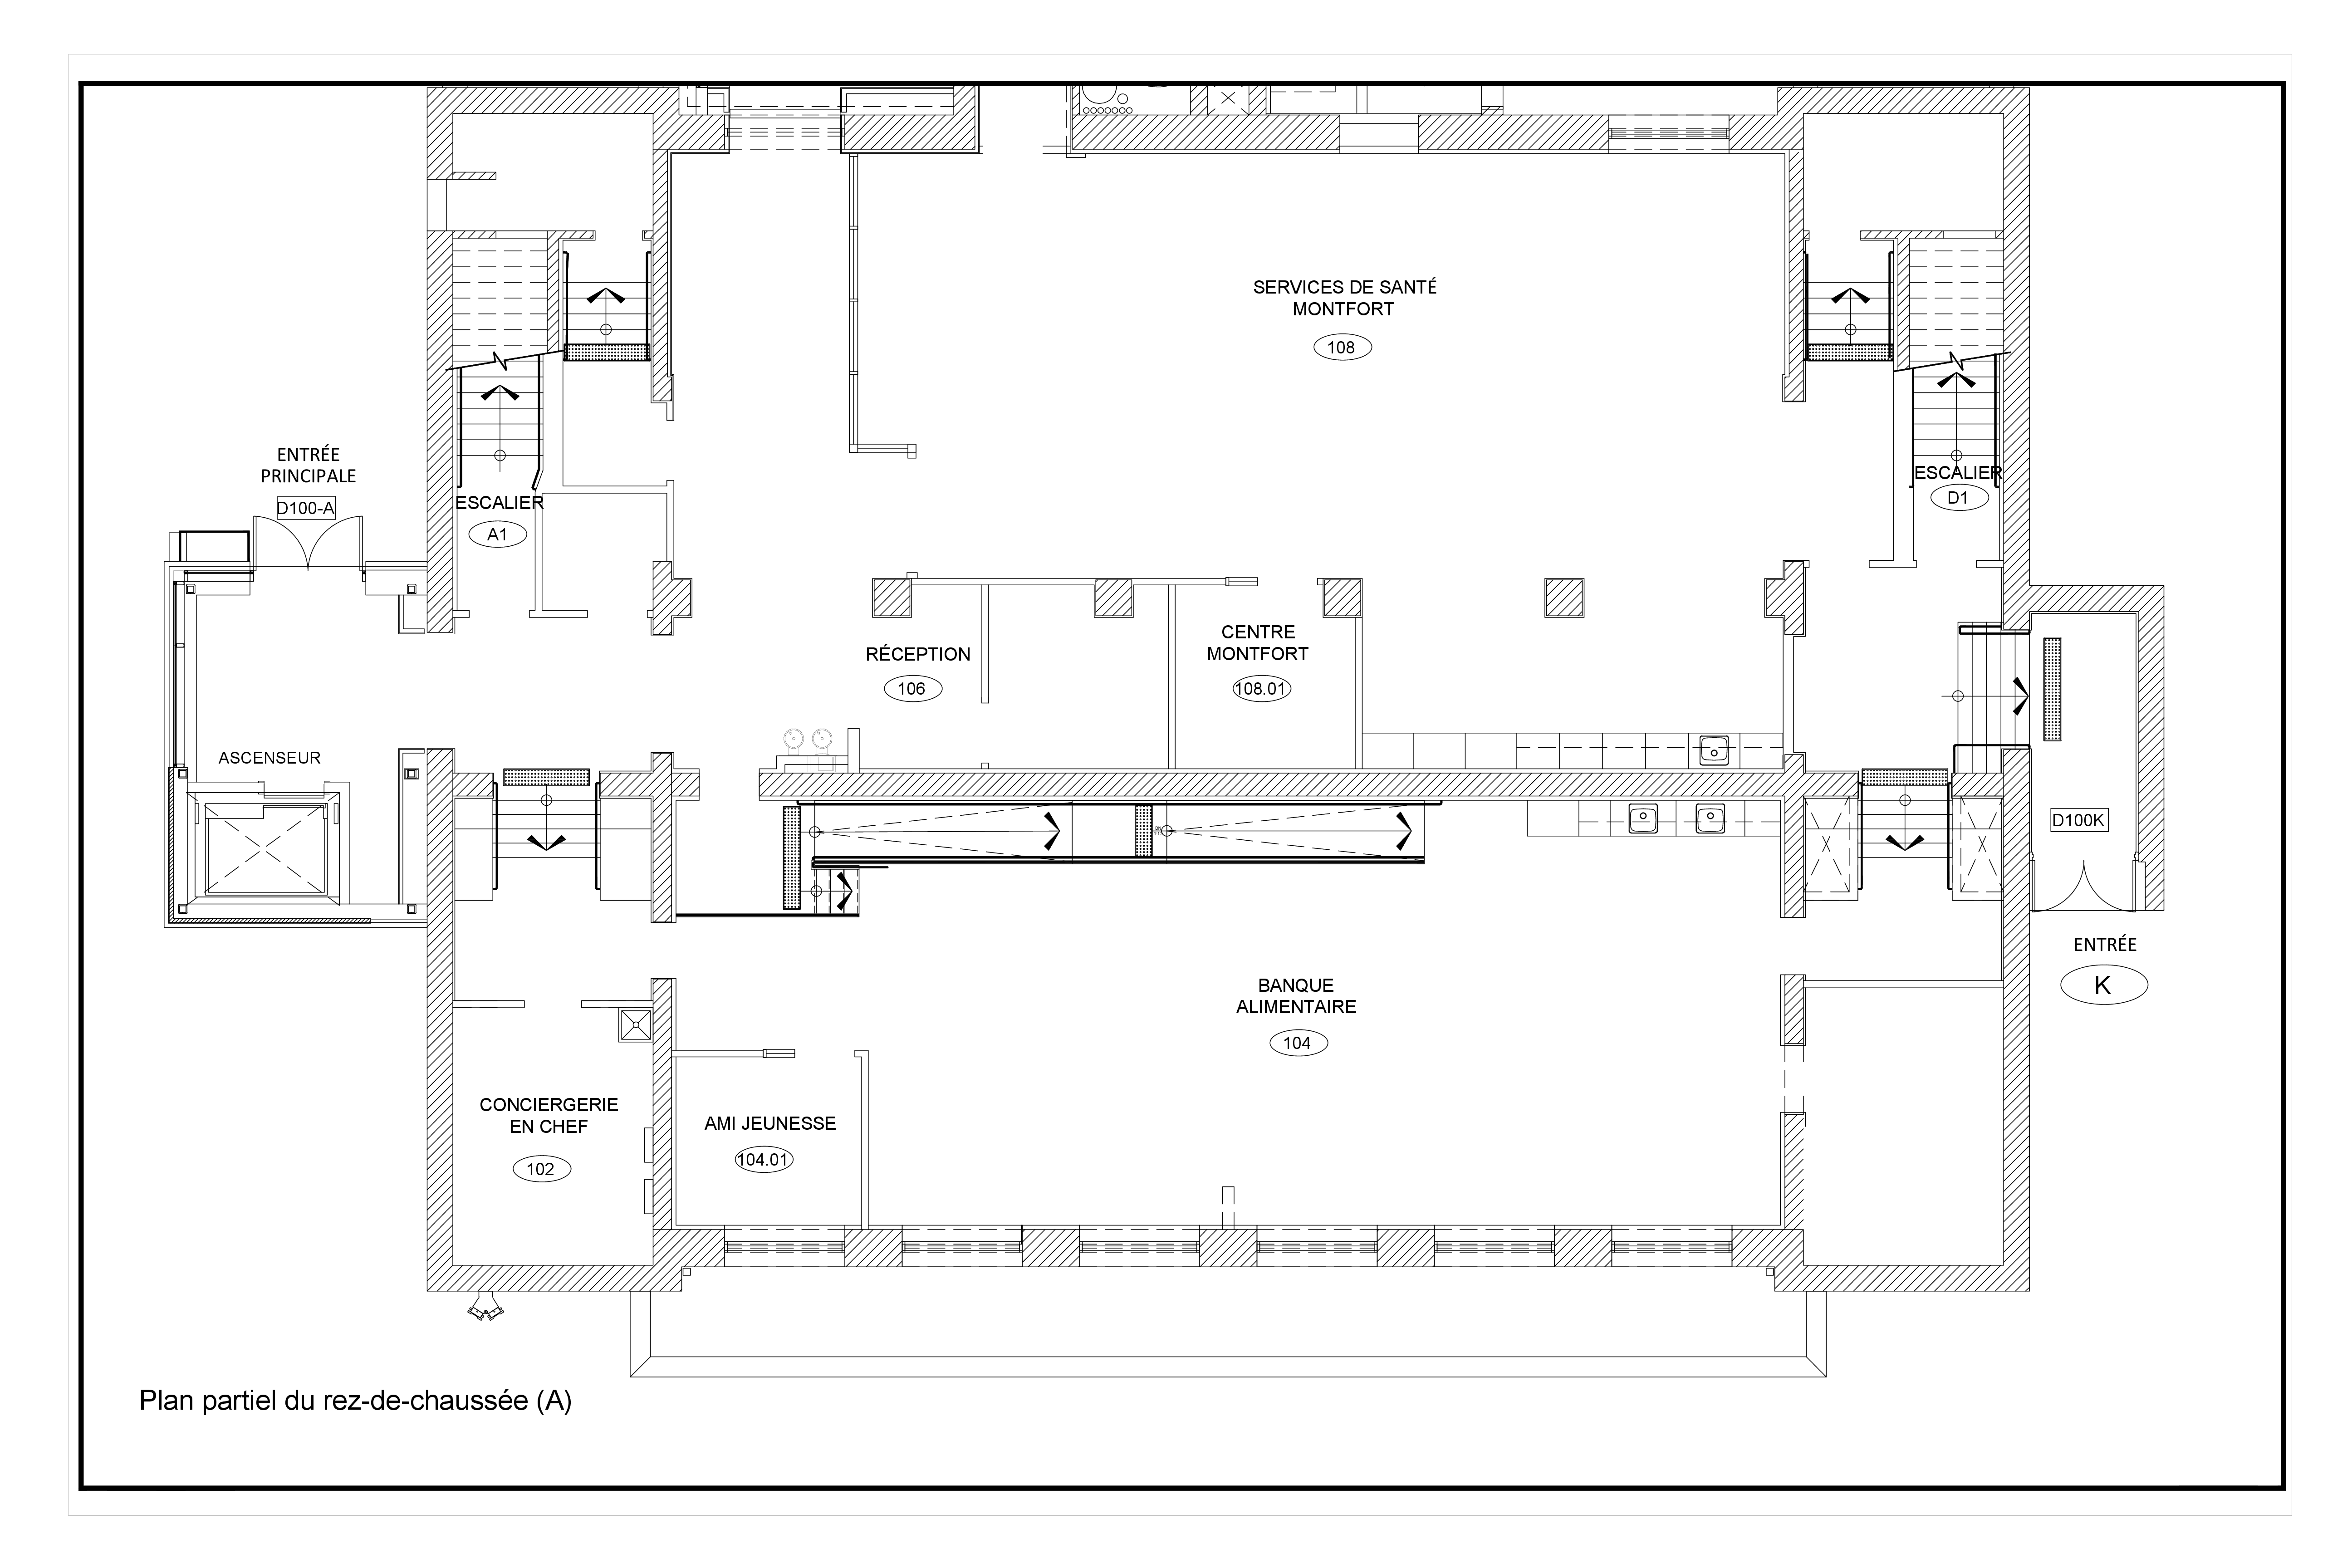 SERVICES DE SANTÉ
MONTFORT
108
ENTRÉE
PRINCIPALE
D100-A
ESCALIER
A1
ESCALIER
D1
RÉCEPTION
106
CENTRE
MONTFORT
108.01
ASCENSEUR
D100K
ENTRÉE
K
BANQUE
ALIMENTAIRE
104
CONCIERGERIE
EN CHEF
102
AMI JEUNESSE
104.01
Plan partiel du rez-de-chaussée (A)